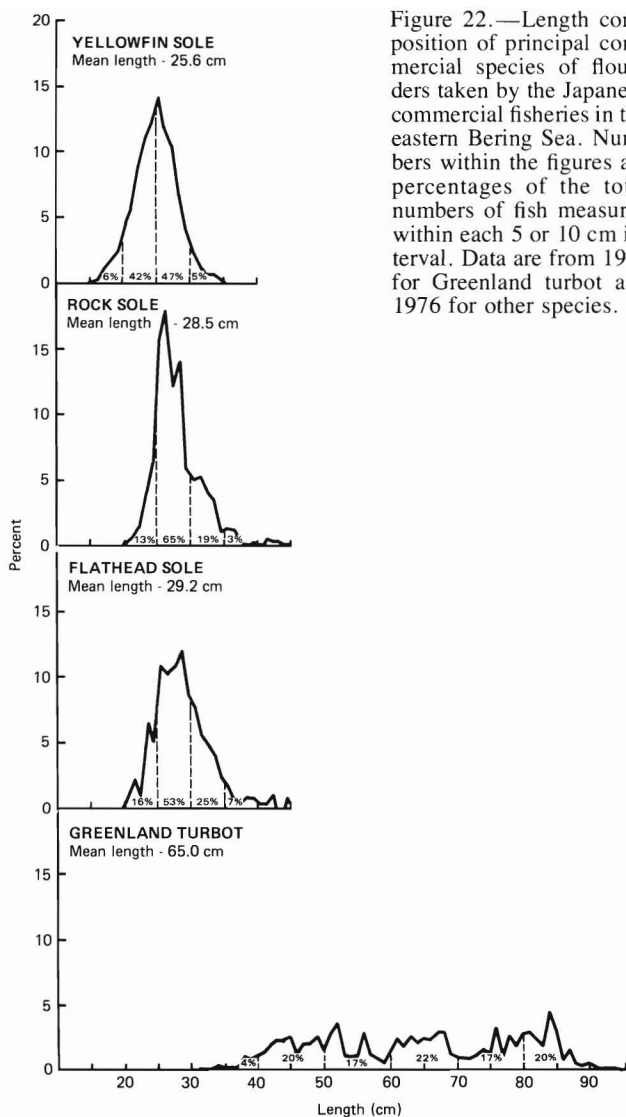 Figure 22.—Length
position of principal
mercial species of flou
ders taken by the Japane
commercial fisheries in t
eastern Bering Sea.
bers within the figures a
percentages of the tot
numbers of fish measur
within each 5 or 10 cm i
terval. Data are from 19
for Greenland turbot a
1976 for other species.
20
YELLOWFIN SOLE
Mean length - 25.6 cm
15
10
5
0
6% 42% 47% 5%
ROCK SOLE
Mean length - 28.5 cm
15
10
5
0
13% 65% 19% 3%
Percent
FLATHEAD SOLE
Mean length - 29.2 cm
15
10
5
0
16% 53% 25% 7%
GREENLAND TURBOT
Mean length - 65.0 cm
15
10
5
0
4% 20% 17% 22% 17% 20%
20 30 40 50 60 70 80 90
Length (cm)